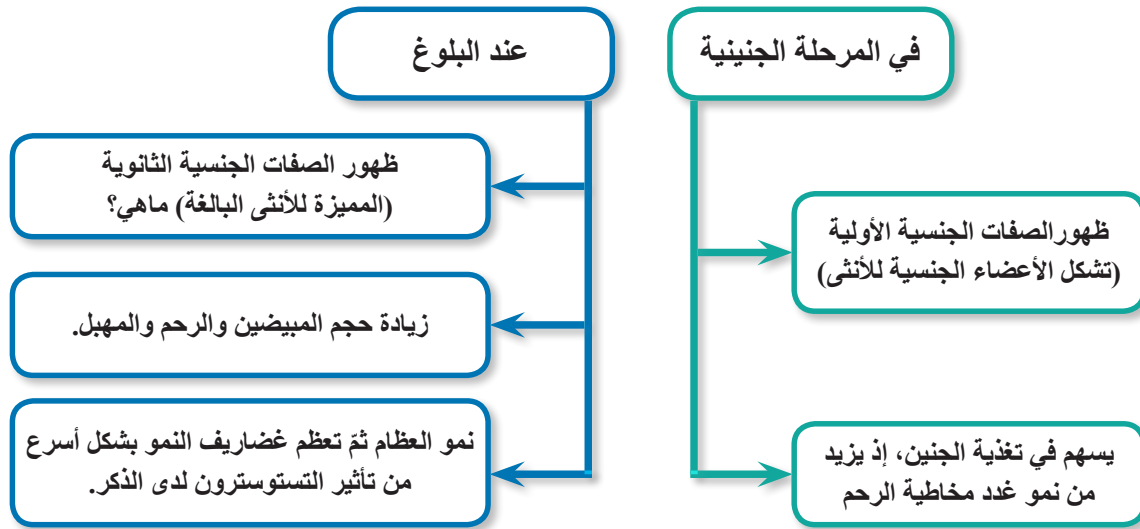 في المرحلة الجنينية
ظهورالصفات الجنسية الأولية
(تشكل الأعضاء الجنسية للأنثى)
يسهم في تغذية الجنين، إذ يزيد
من نمو غدد مخاطية الرحم
عند البلوغ
ظهور الصفات الجنسية الثانوية
(المميزة للأنثى البالغة) ماهي؟
زيادة حجم المبيضين والرحم والمهبل.
نمو العظام ثمّ تعظم غضاريف النمو بشكل أسرع
من تأثير التستوسترون لدى الذكر.